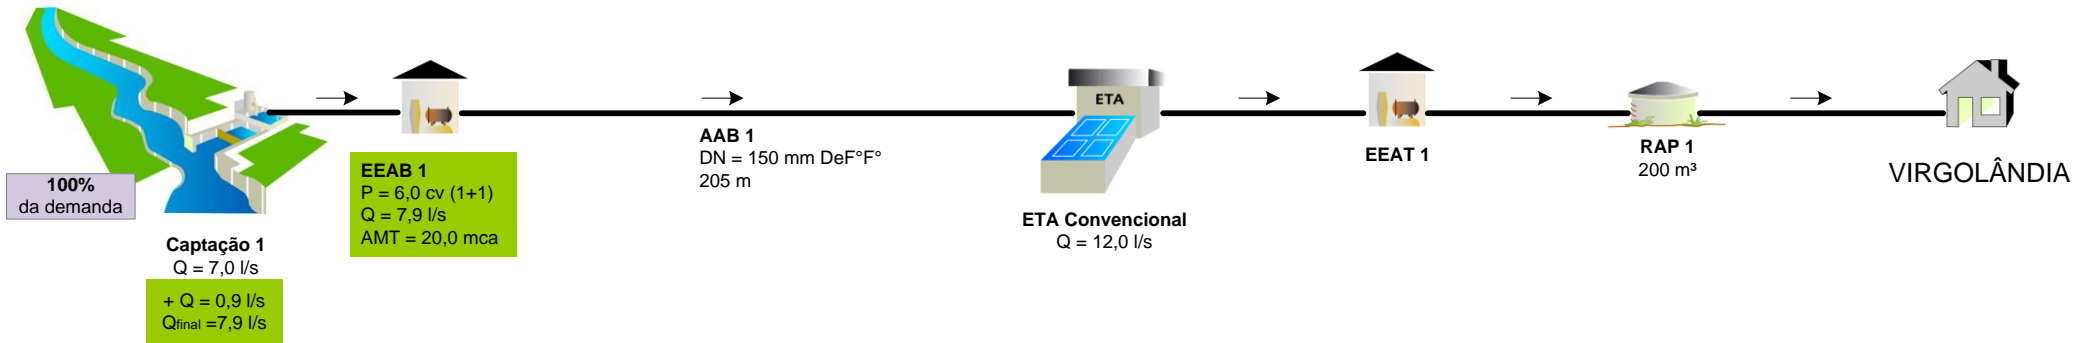 100%
da demanda
Captação 1
Q = 7,0 l/s
+ Q = 0,9 l/s
Qfinal =7,9 l/s
EEAB 1
P = 6,0 cv (1+1)
Q = 7,9 l/s
AMT = 20,0 mca
AAB 1
DN = 150 mm DeF°F°
205 m
ETA
ETA Convencional
Q = 12,0 l/s
EEAT 1
RAP 1
200 m³
VIRGOLÂNDIA